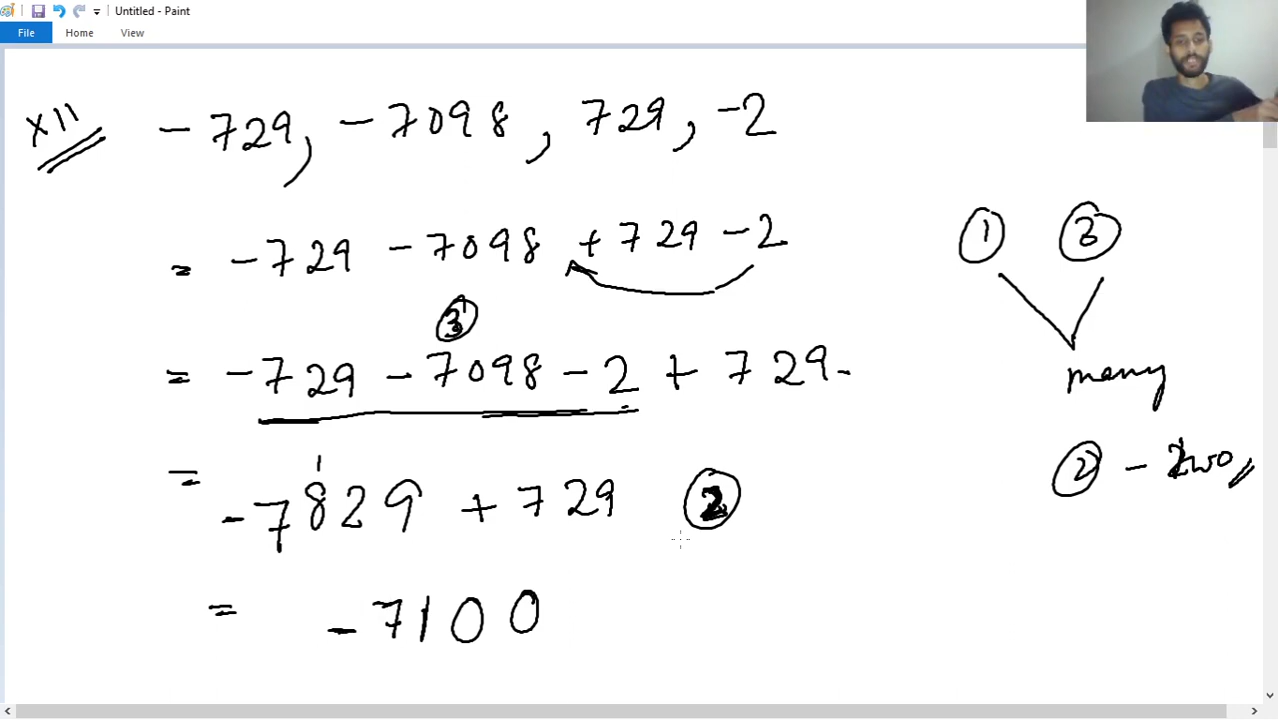 Untitled - Paint
File Home View
XII - 729, - 7098, 729, -2
= - 729 - 7098 + 729 - 2
1 3
3
= - 729 - 7098 - 2 + 729
many
= - 7829 + 729 2
2 - two
= - 7100